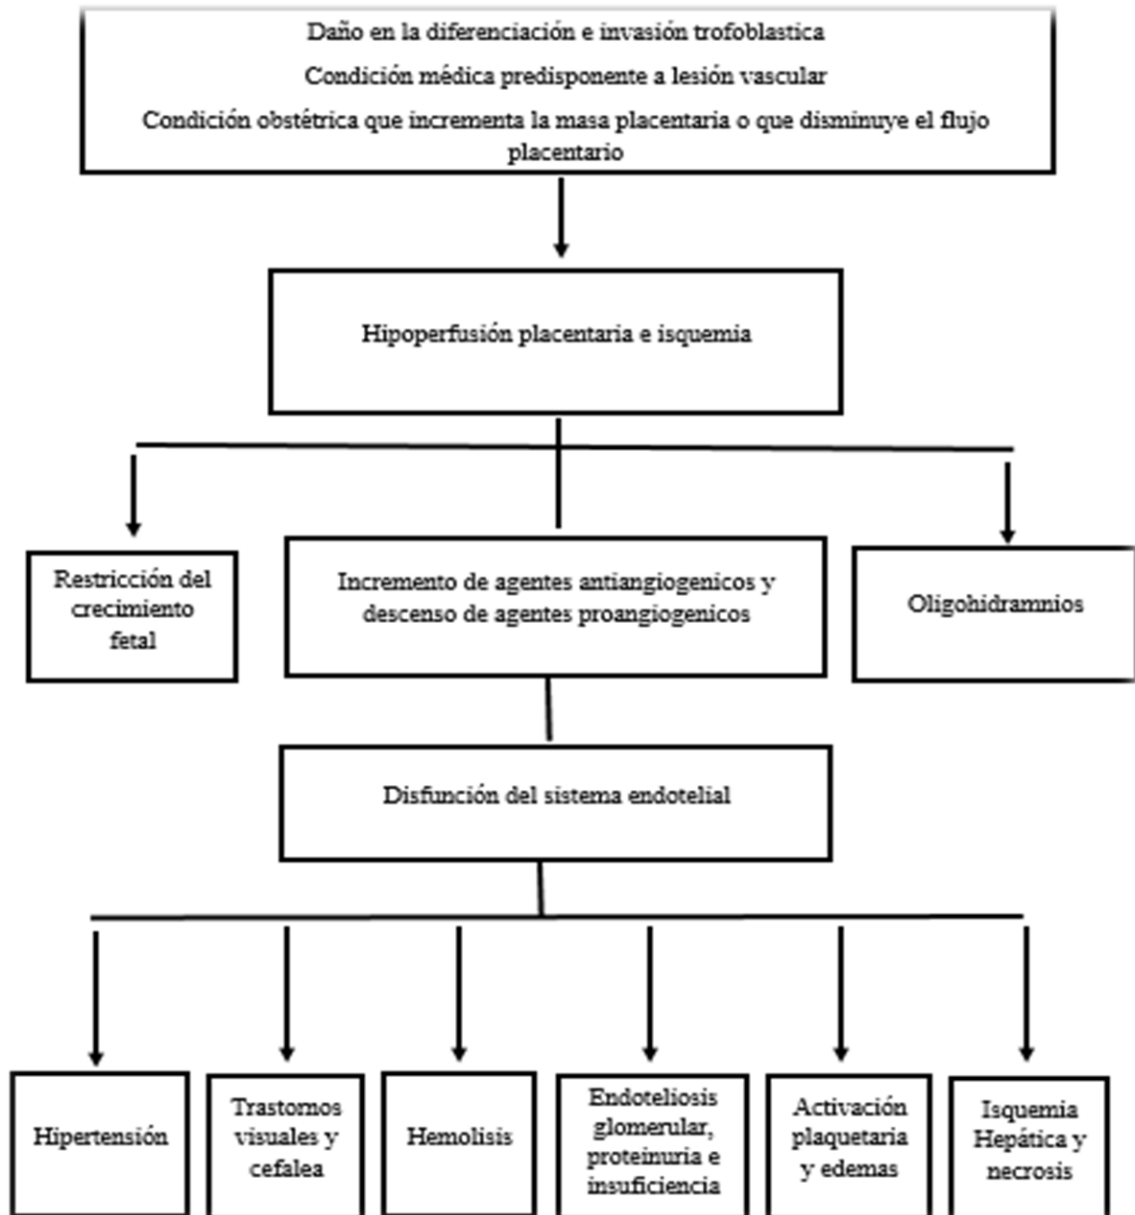 Daño en la diferenciación e invasión trofoblastica
Condición médica predisponente a lesión vascular
Condición obstétrica que incrementa la masa placentaria o que disminuye el flujo
placentario
Hipoperfusión placentaria e isquemia
Restricción del
crecimiento
fetal
Incremento de agentes antiangiogenicos y
descenso de agentes proangiogenicos
Oligohidramnios
Disfunción del sistema endotelial
Hipertensión
Trastornos
visuales y
cefalea
Hemolisis
Endoteliosis
glomerular,
proteinuria e
insuficiencia
Activación
plaquetaria
y edemas
Isquemia
Hepática y
necrosis